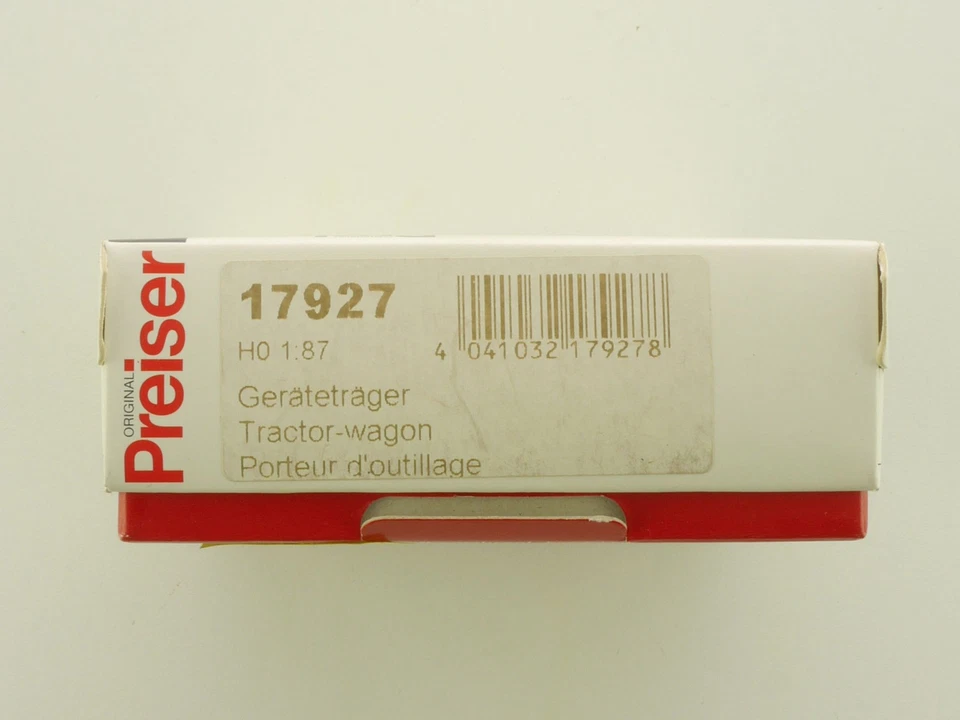 ORIGINAL
Preiser
17927
H0 1:87
4 041032 179278
Geräteträger
Tractor-wagon
Porteur d'outillage